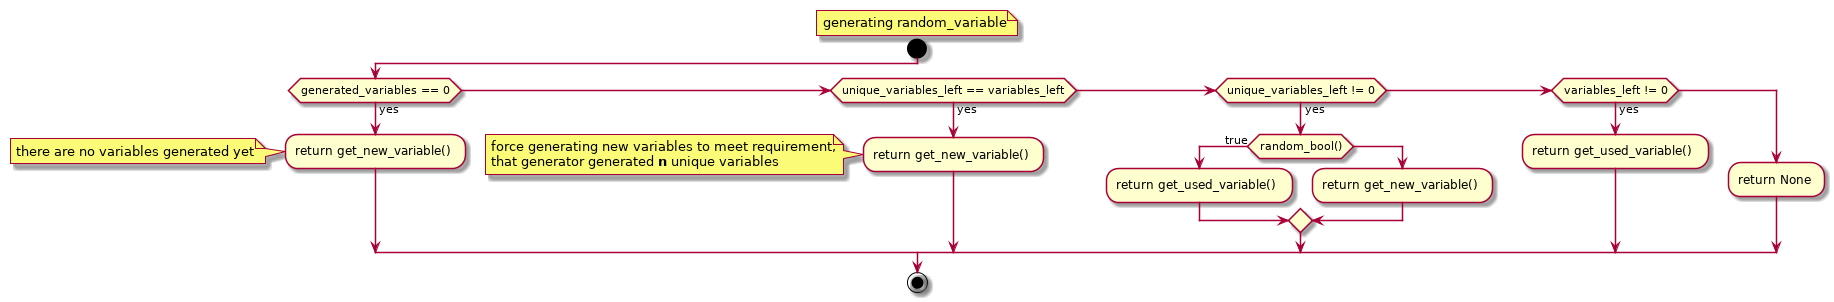 generating random_variable
generated_variables == 0
unique_variables_left == variables_left
unique_variables_left != 0
variables_left != 0
yes
yes
yes
yes
there are no variables generated yet
return get_new_variable()
force generating new variables to meet requirement,
that generator generated n unique variables
return get_new_variable()
true
random_bool()
return get_used_variable()
return get_new_variable()
return get_used_variable()
return None